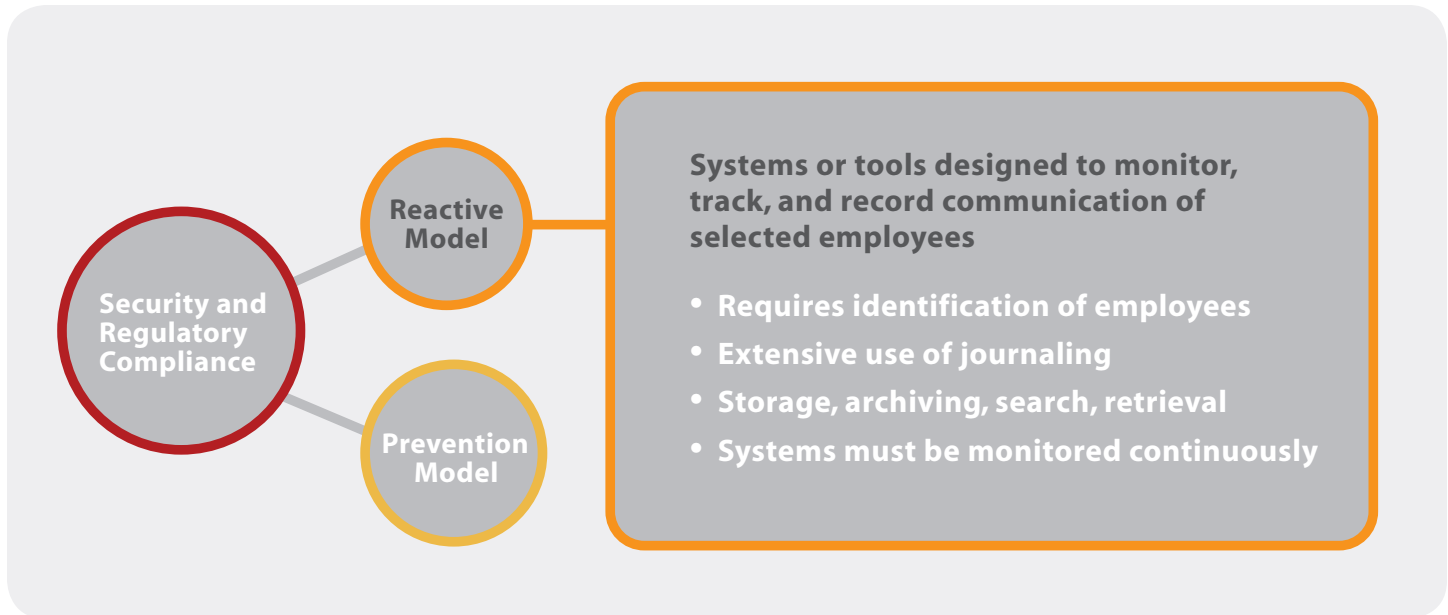 Security and
Regulatory
Compliance
Reactive
Model
Prevention
Model
Systems or tools designed to monitor,
track, and record communication of
selected employees
• Requires identification of employees
• Extensive use of journaling
• Storage, archiving, search, retrieval
• Systems must be monitored continuously